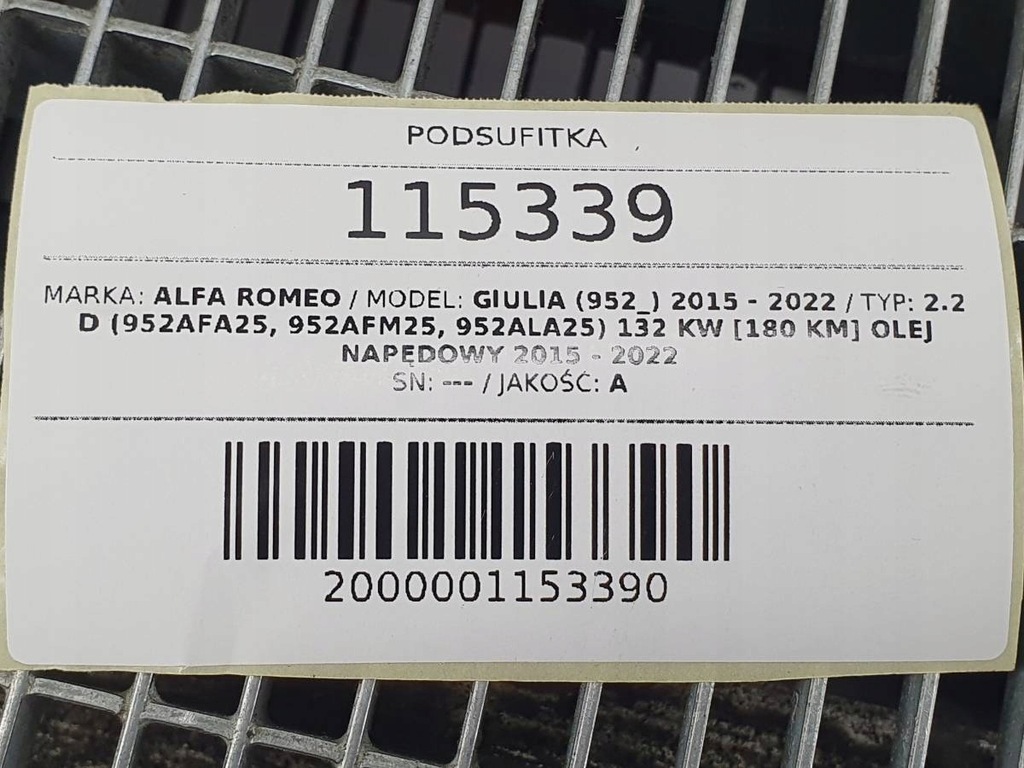 PODSUFITKA
115339
MARKA: ALFA ROMEO / MODEL: GIULIA (952_) 2015 - 2022 / TYP: 2.2
D (952AFA25, 952AFM25, 952ALA25) 132 KW [180 KM] OLEJ
NAPĘDOWY 2015 - 2022
SN: --- / JAKOŚĆ: A
2000001153390